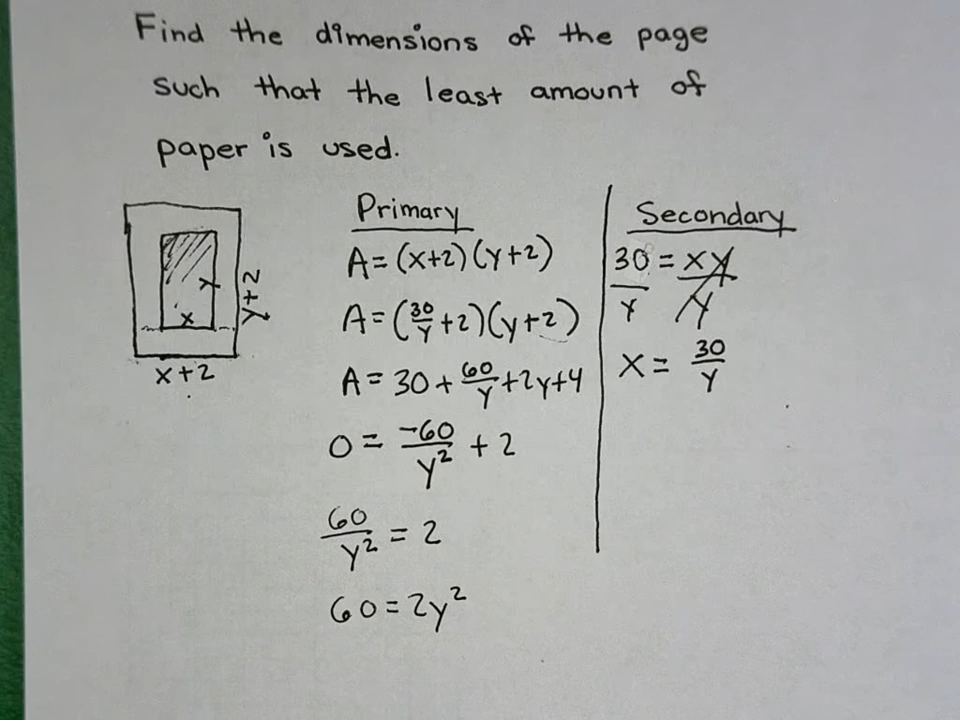 Find the dimensions of the page
such that the least amount of
paper is used.
x
y
y+2
x+2
Primary
A=(x+2)(y+2)
A=(30/y+2)(y+2)
A=30+60/y+2y+4
0=-60/y²+2
60/y²=2
60=2y²
Secondary
30/y=xy/y
x=30/y